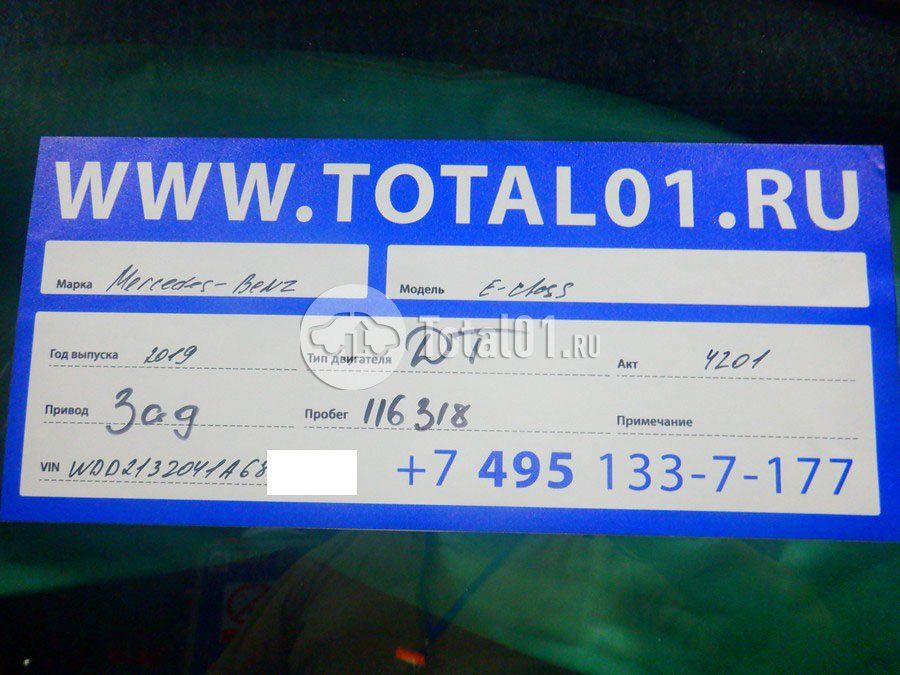 WWW.TOTAL01.RU
Марка Mercedes-Benz Модель E-class
Total01.RU
Год выпуска 2019 Тип двигателя DT Акт 4201
Привод Зад Пробег 116318 Примечание
VIN WDD2132041A68 +7 495 133-7-177